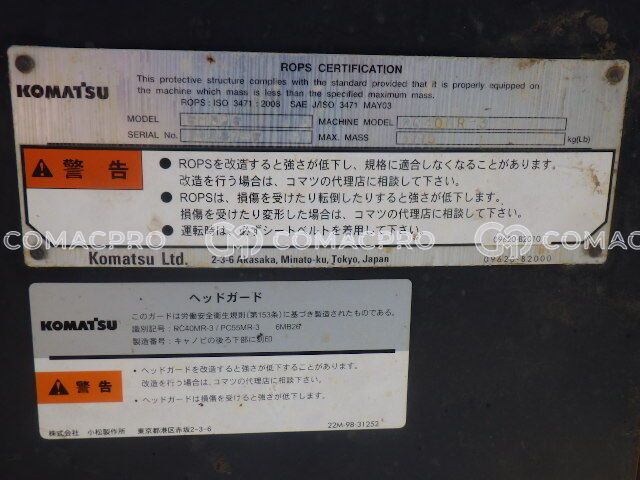 KOMATSU
ROPS CERTIFICATION
This protective structure complies with the standard provided that it is properly equipped on
the machine which mass is less than the specified maximum mass.
ROPS : ISO 3471 : 2008 SAE J/ISO 3471 MAY03
MODEL
MACHINE MODEL
SERIAL NO.
MAX. MASS
kg(Lb)
警告
● ROPSを改造すると強さが低下し、規格に適合しなくなることがあります。
改造を行う場合は、コマツの代理店に相談して下さい。
● ROPSは、損傷を受けたり転倒したりすると強さが低下します。
損傷を受けたり変形した場合は、コマツの代理店に相談して下さい。
● 運転時は、必ずシートベルトを着用して下さい。
09620-B2010
Komatsu Ltd.
2-3-6 Akasaka, Minato-ku, Tokyo, Japan
09620-B2000
COMACPRO
COMACPRO
COMACPRO
ヘッドガード
KOMATSU
このガードは労働安全衛生規則(第153条)に基づき製造されたものである。
識別記号: RC40MR-3 / PC55MR-3 6MB26
製造番号: キャノピの後ろ下部に刻印
警告
・ヘッドガードを改造すると強さが低下することがあります。
改造を行う場合は、コマツの代理店に相談して下さい。
・ヘッドガードは損傷を受けると強さが低下します。
株式会社 小松製作所 東京都港区赤坂2-3-6
22M-98-31252